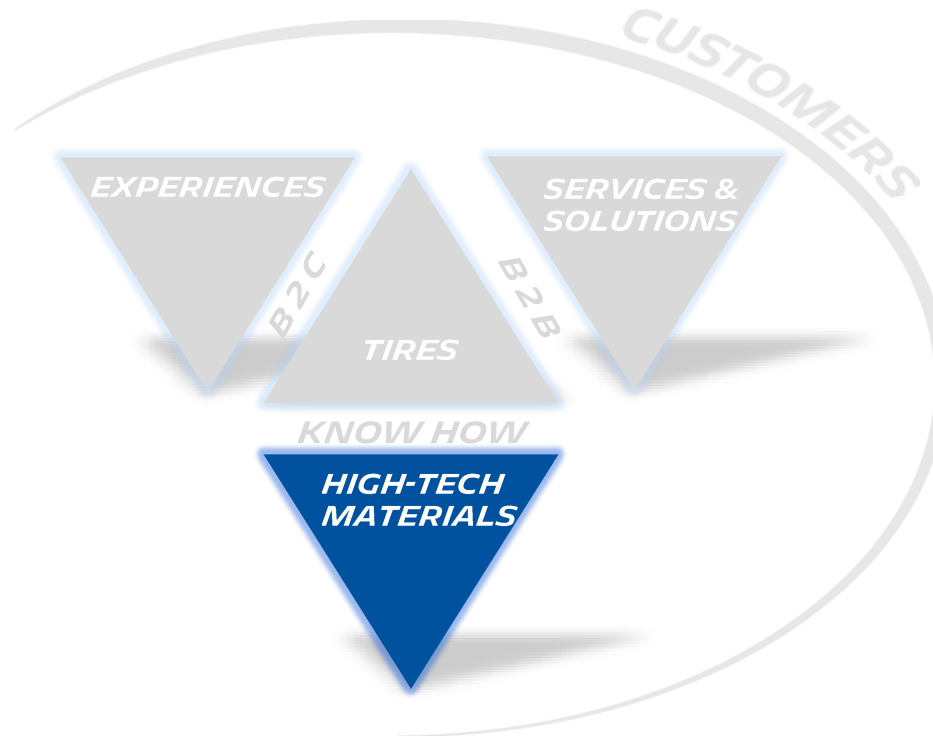 CUSTOMERS
EXPERIENCES
SERVICES &
SOLUTIONS
B2C
B2B
TIRES
KNOW HOW
HIGH-TECH
MATERIALS